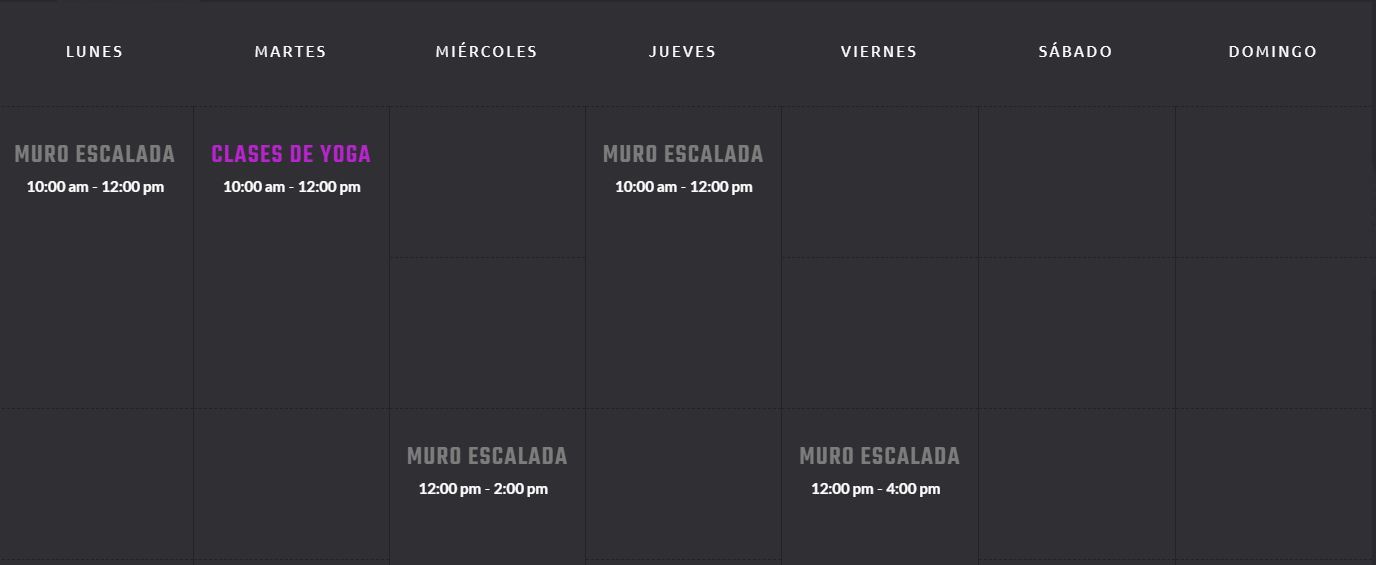 LUNES MARTES MIÉRCOLES JUEVES VIERNES SÁBADO DOMINGO
MURO ESCALADA CLASES DE YOGA MURO ESCALADA
10:00 am - 12:00 pm 10:00 am - 12:00 pm 10:00 am - 12:00 pm
MURO ESCALADA MURO ESCALADA
12:00 pm - 2:00 pm 12:00 pm - 4:00 pm